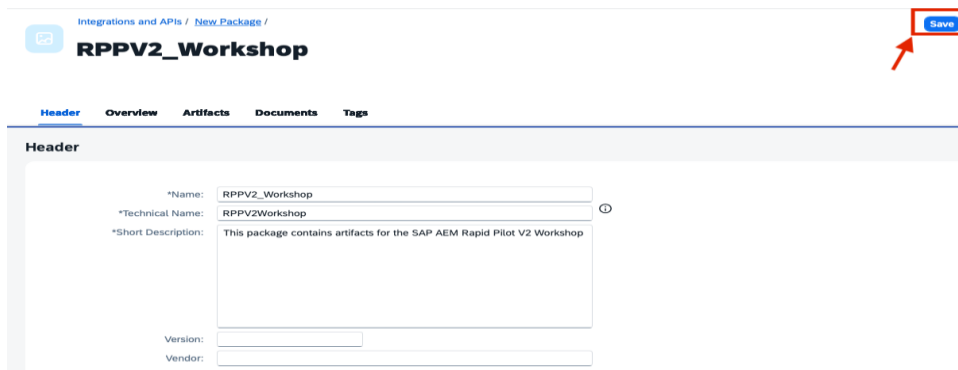 Integrations and APIs / New Package /
Save
RPPV2_Workshop
Header Overview Artifacts Documents Tags
Header
*Name: RPPV2_Workshop
*Technical Name: RPPV2Workshop
*Short Description: This package contains artifacts for the SAP AEM Rapid Pilot V2 Workshop
Version:
Vendor: